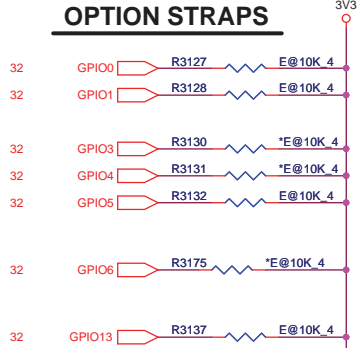 OPTION STRAPS 3V3
32 GPIO0 R3127 E@10K_4
32 GPIO1 R3128 E@10K_4
32 GPIO3 R3130 *E@10K_4
32 GPIO4 R3131 *E@10K_4
32 GPIO5 R3132 E@10K_4
32 GPIO6 R3175 *E@10K_4
32 GPIO13 R3137 E@10K_4